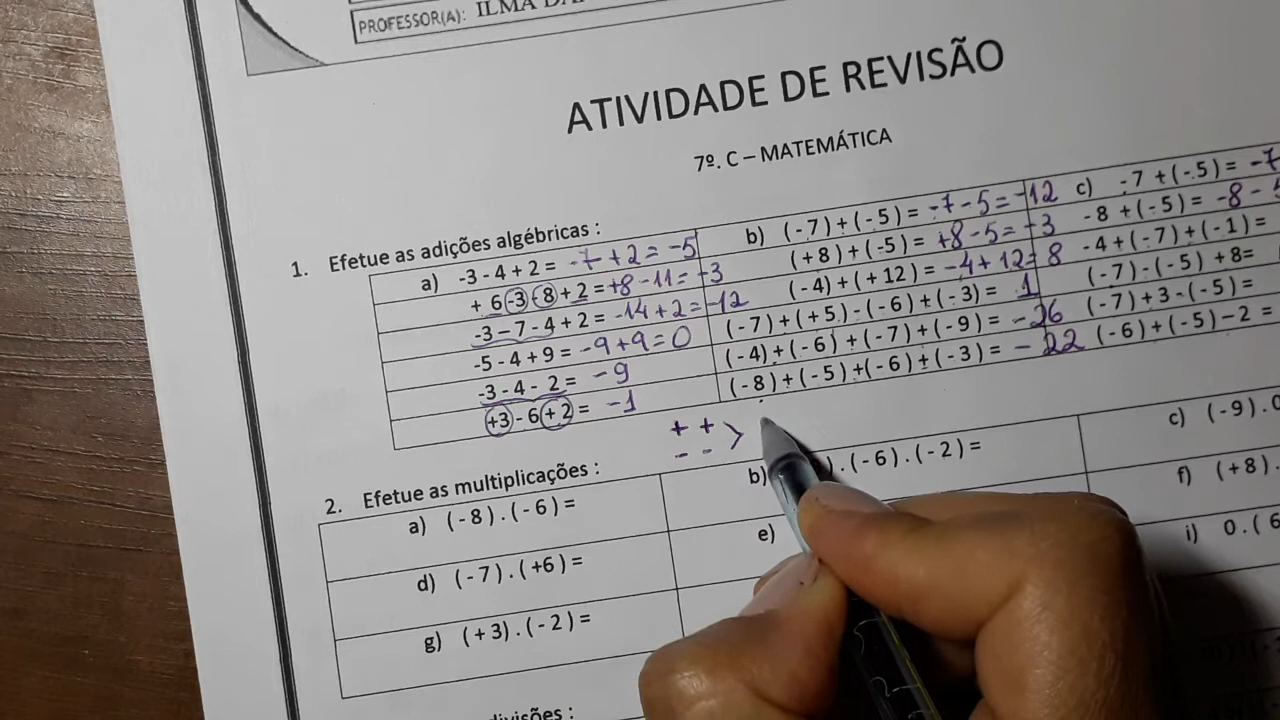 PROFESSOR(A): ILMA
ATIVIDADE DE REVISÃO
7º. C – MATEMÁTICA
1. Efetue as adições algébricas :
a) -3 - 4 + 2 = -7 + 2 = -5
+ 6 -3 -8 + 2 = +8 - 11 = -3
-3 – 7 - 4 + 2 = -14 + 2 = -12
-5 - 4 + 9 = -9 + 9 = 0
-3 - 4 - 2 = -9
+3 - 6 + 2 = -1
b) (- 7) + (- 5) = -7 - 5 = -12
(+ 8) + (- 5) = +8 - 5 = +3
(- 4) + (+ 12) = -4 + 12 = 8
(- 7) + (+ 5) - (- 6) + (- 3) = 1
(- 4) + (- 6) + (- 7) + (- 9) = -26
(- 8) + (- 5) + (- 6) + (- 3) = - 22
c) - 7 + (- 5) = -7
-8 + (- 5) = -8 -
-4 + (- 7) + (- 1) =
(- 7) - (- 5) + 8=
(- 7) + 3 - (- 5) =
(- 6) + (- 5) – 2 =
+ +
- - >
2. Efetue as multiplicações :
a) (- 8) . (- 6) =
b) ) . (- 6) . (- 2) =
c) (- 9) .
d) (- 7) . (+6) =
e)
f) (+ 8) .
g) (+ 3) . (- 2) =
i) 0 . ( 6
divisões :